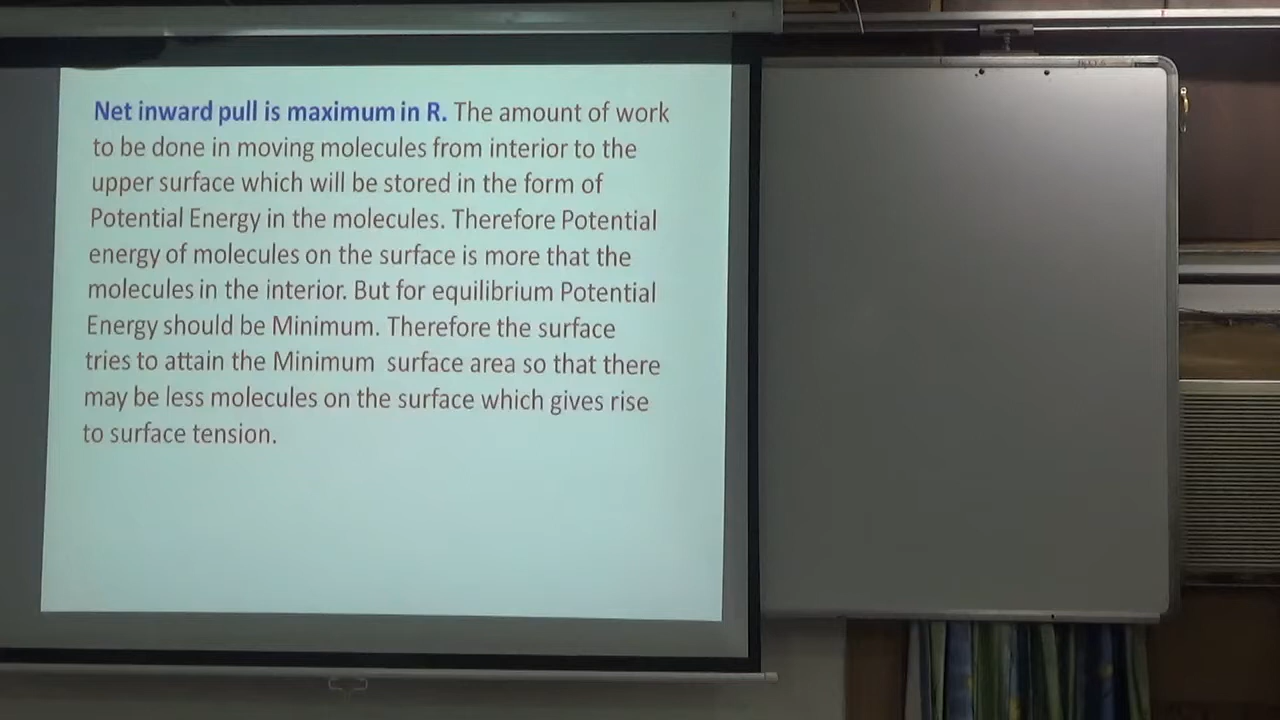 Net inward pull is maximum in R. The amount of work
to be done in moving molecules from interior to the
upper surface which will be stored in the form of
Potential Energy in the molecules. Therefore Potential
energy of molecules on the surface is more that the
molecules in the interior. But for equilibrium Potential
Energy should be Minimum. Therefore the surface
tries to attain the Minimum surface area so that there
may be less molecules on the surface which gives rise
to surface tension.